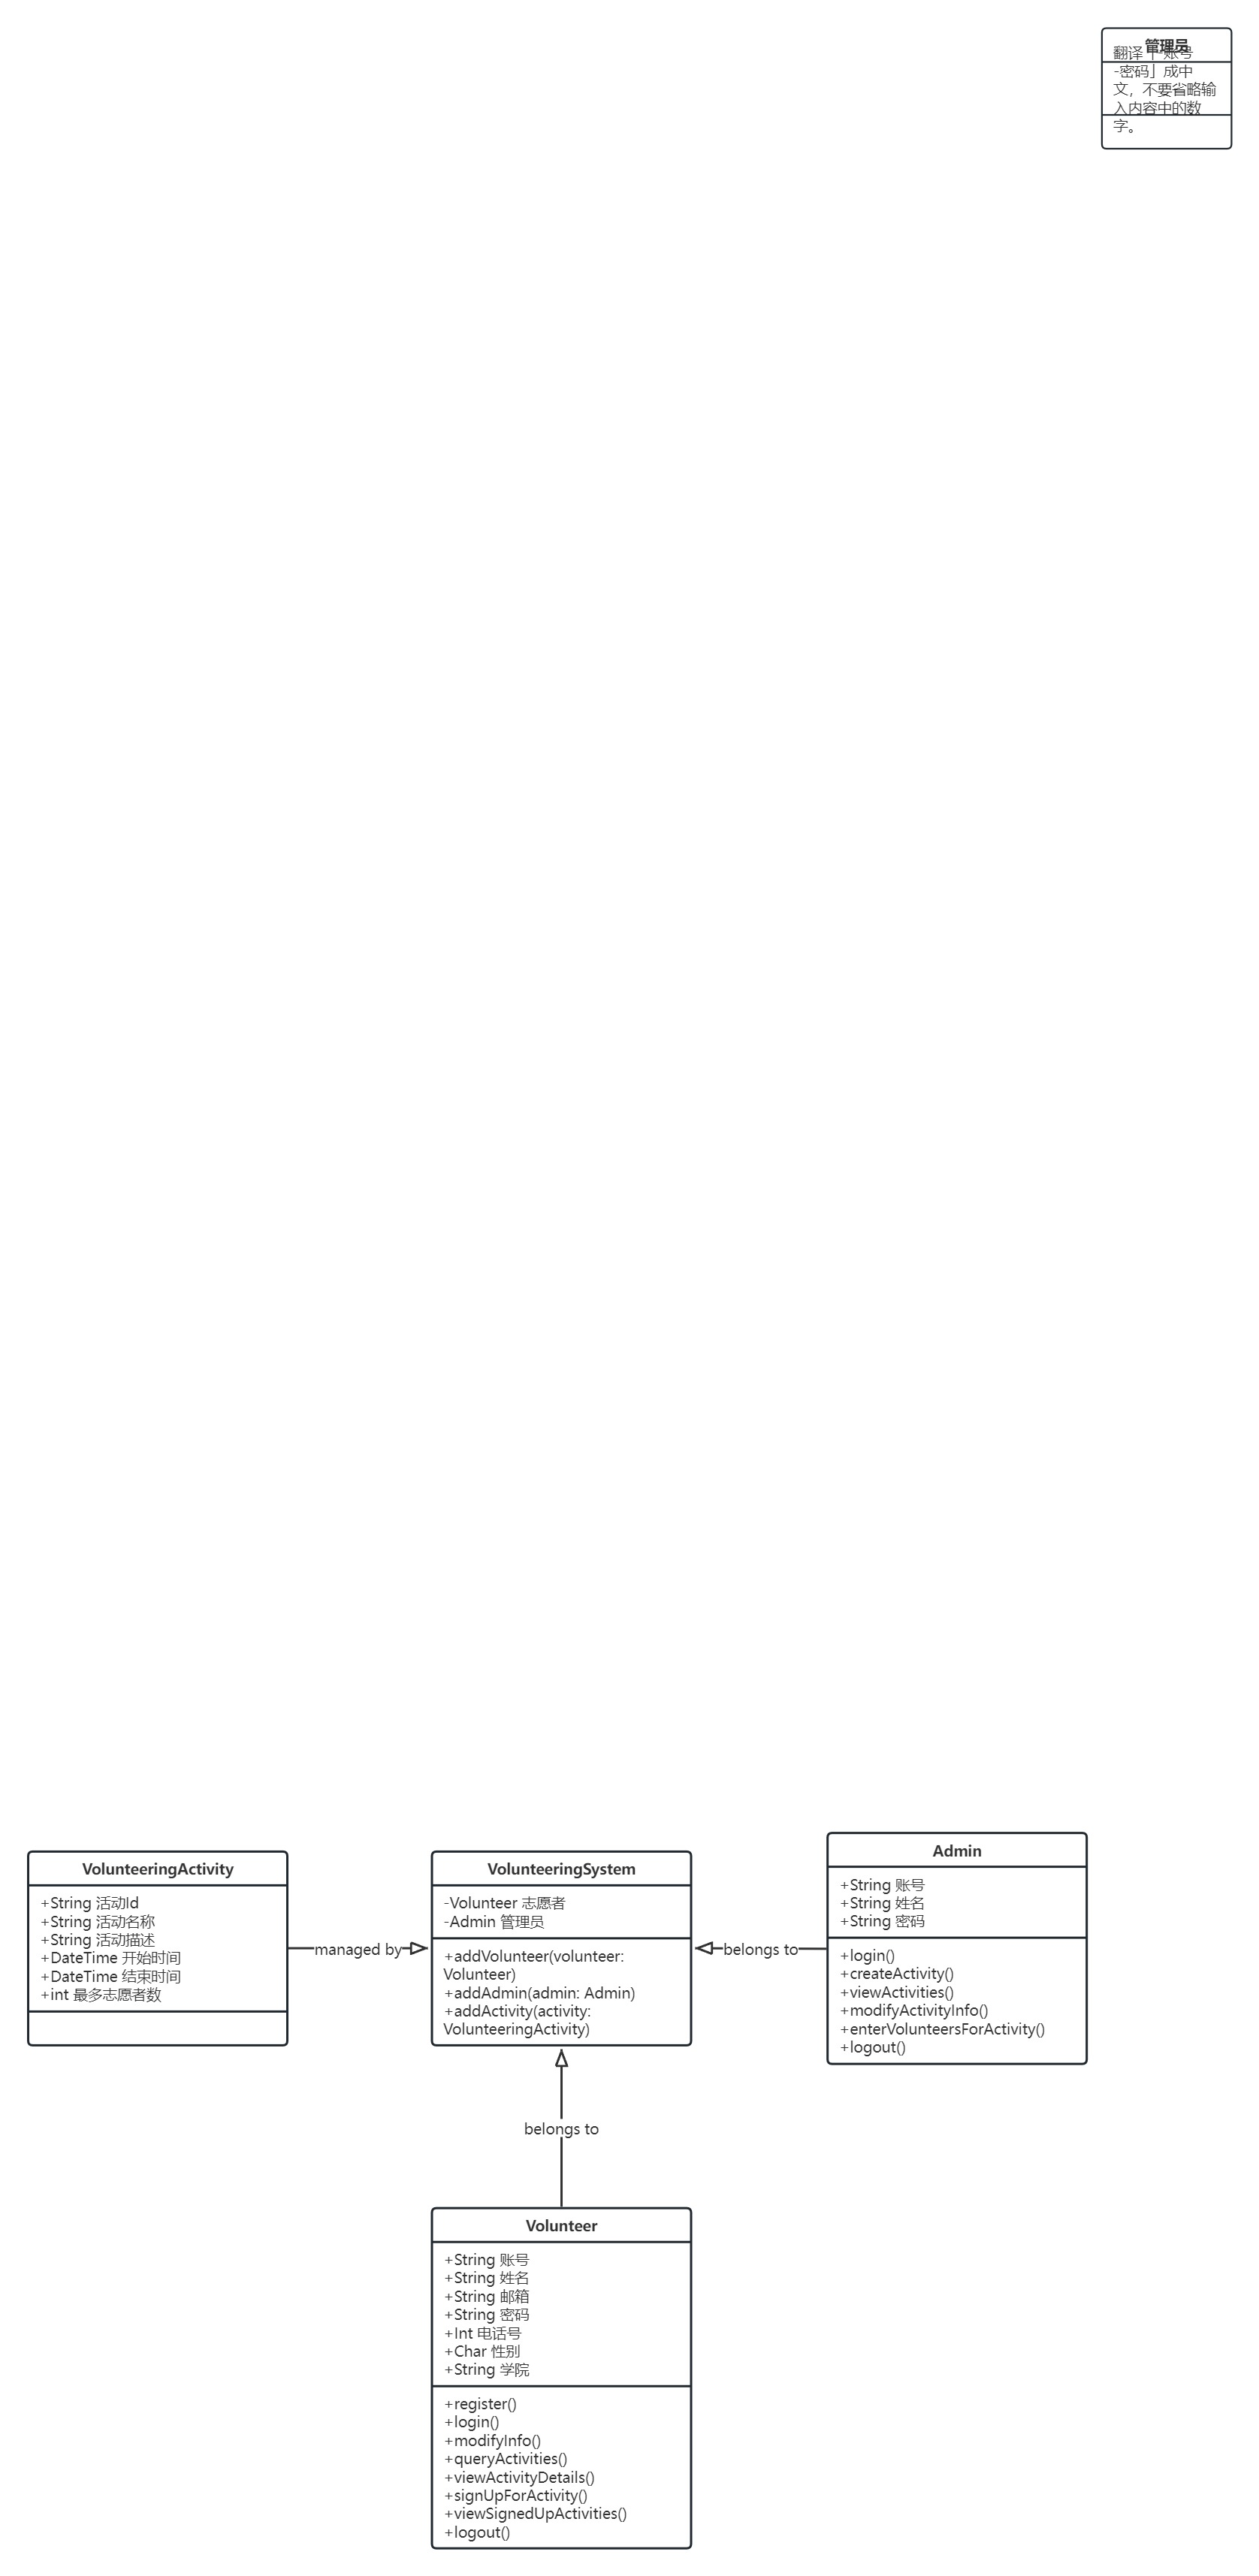 管理员
翻译「-账号
-密码」成中
文，不要省略输
入内容中的数
字。
VolunteeringActivity
+String 活动Id
+String 活动名称
+String 活动描述
+DateTime 开始时间
+DateTime 结束时间
+int 最多志愿者数
managed by
VolunteeringSystem
-Volunteer 志愿者
-Admin 管理员
+addVolunteer(volunteer:
Volunteer)
+addAdmin(admin: Admin)
+addActivity(activity:
VolunteeringActivity)
belongs to
Admin
+String 账号
+String 姓名
+String 密码
+login()
+createActivity()
+viewActivities()
+modifyActivityInfo()
+enterVolunteersForActivity()
+logout()
belongs to
Volunteer
+String 账号
+String 姓名
+String 邮箱
+String 密码
+Int 电话号
+Char 性别
+String 学院
+register()
+login()
+modifyInfo()
+queryActivities()
+viewActivityDetails()
+signUpForActivity()
+viewSignedUpActivities()
+logout()